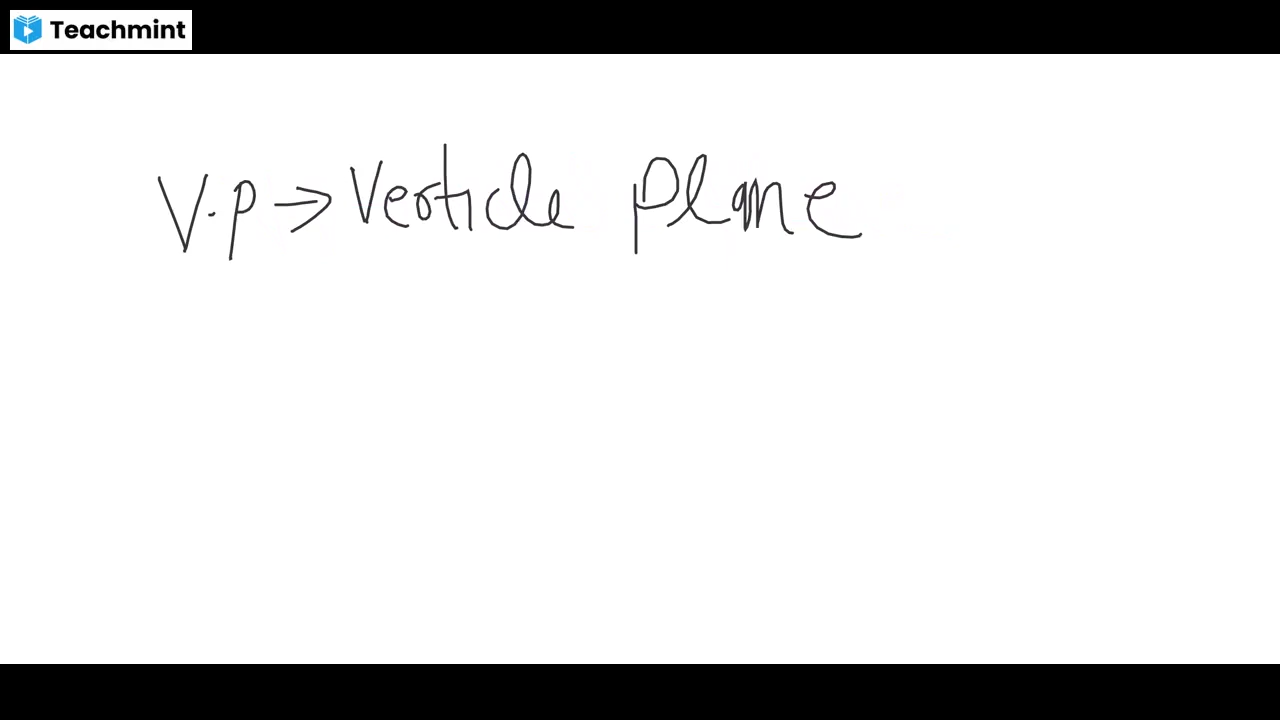 Teachmint
V.P → Verticle Plane